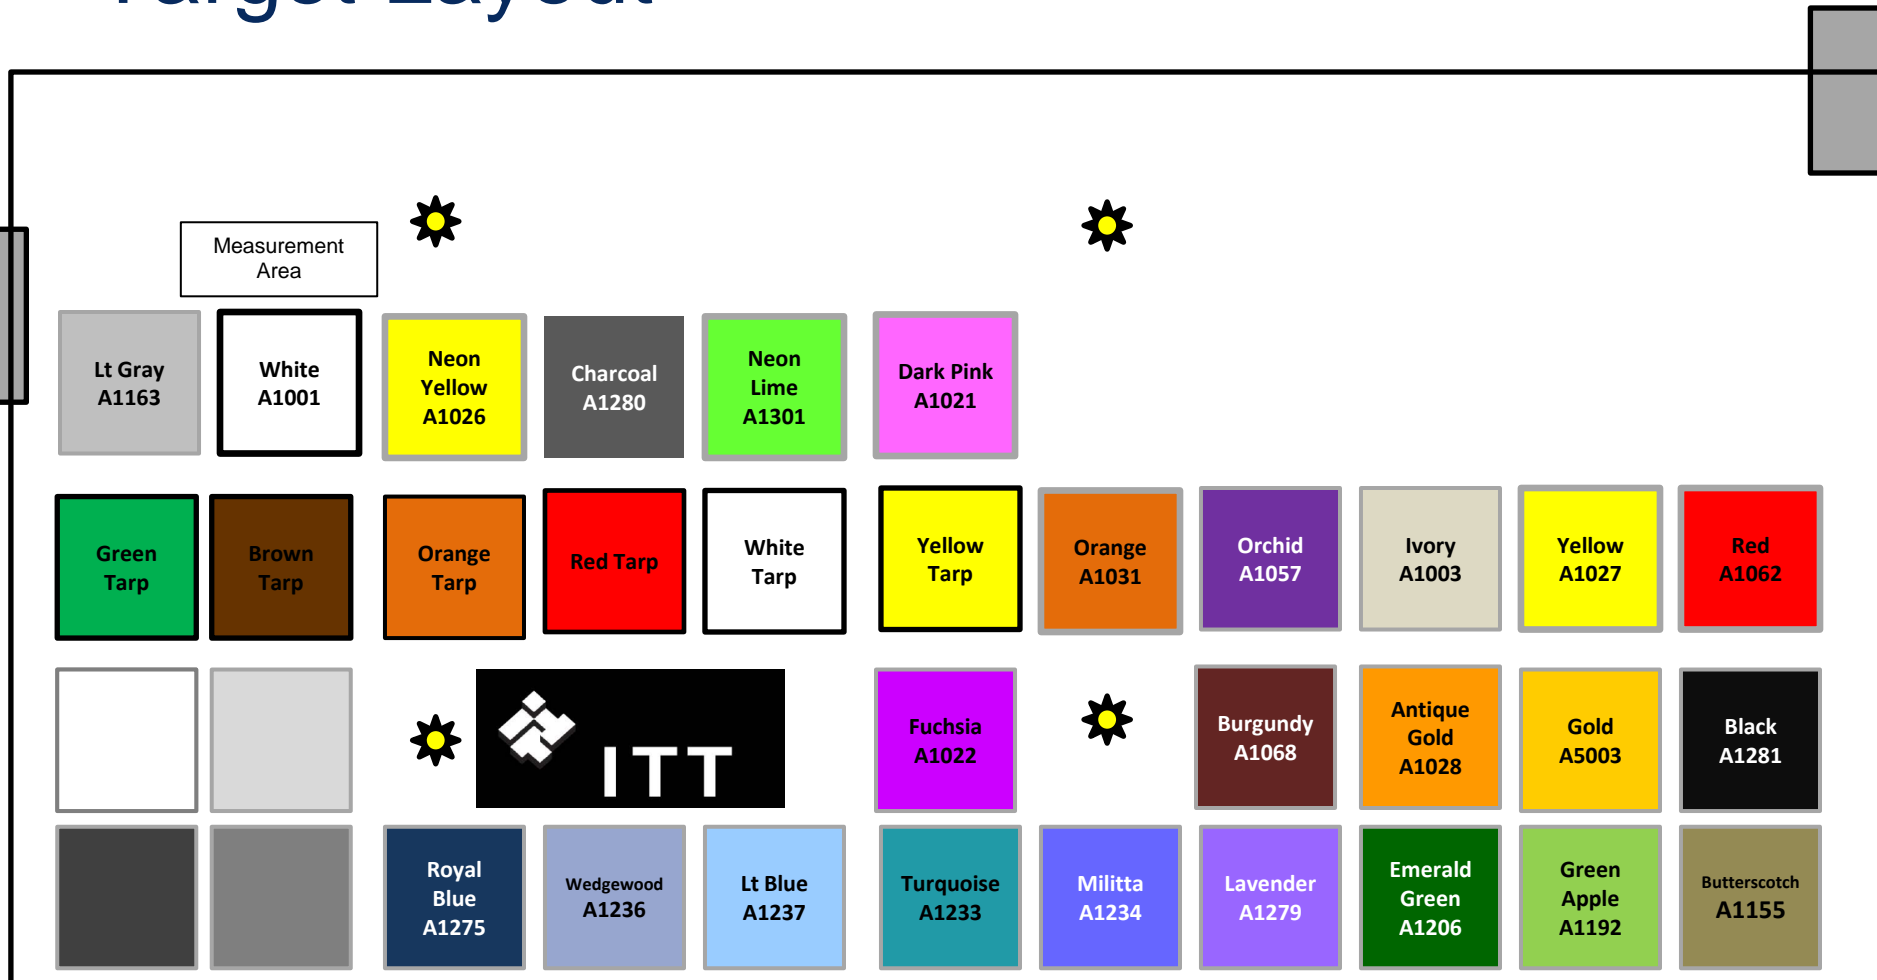 Target Layout
Measurement
Area
Lt Gray
A1163
White
A1001
Neon
Yellow
A1026
Charcoal
A1280
Neon
Lime
A1301
Dark Pink
A1021
Green
Tarp
Brown
Tarp
Orange
Tarp
Red Tarp
White
Tarp
Yellow
Tarp
Orange
A1031
Orchid
A1057
Ivory
A1003
Yellow
A1027
Red
A1062
ITT
Fuchsia
A1022
Burgundy
A1068
Antique
Gold
A1028
Gold
A5003
Black
A1281
Royal
Blue
A1275
Wedgewood
A1236
Lt Blue
A1237
Turquoise
A1233
Militta
A1234
Lavender
A1279
Emerald
Green
A1206
Green
Apple
A1192
Butterscotch
A1155